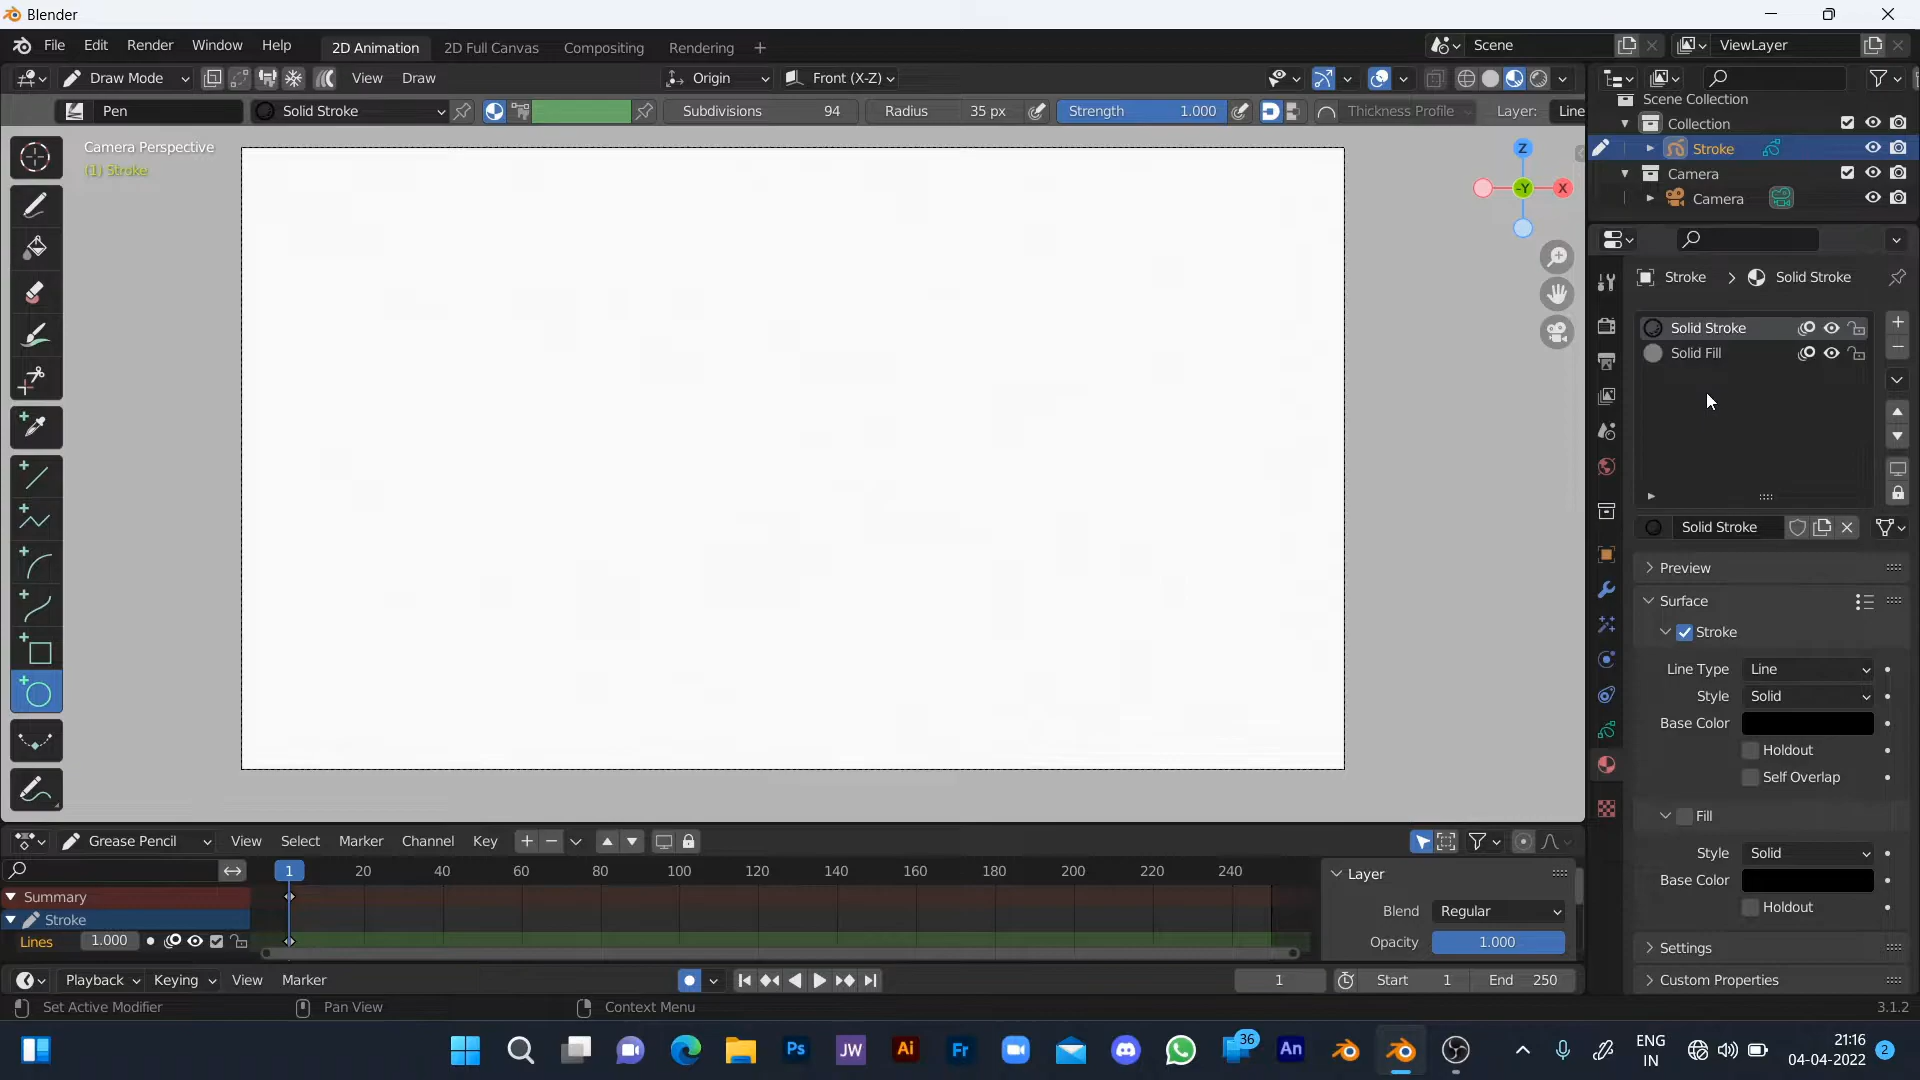 Blender
File Edit Render Window Help 2D Animation 2D Full Canvas Compositing Rendering Scene ViewLayer
Draw Mode View Draw Origin Front (X-Z)
Pen Solid Stroke Subdivisions 94 Radius 35 px Strength 1.000 Thickness Profile Layer: Line
Scene Collection
Collection
Stroke
Camera
Camera
Camera Perspective
(1) Stroke
Z
-Y X
Stroke Solid Stroke
Solid Stroke
Solid Fill
Solid Stroke
Preview
Surface
Stroke
Line Type Line
Style Solid
Base Color
Holdout
Self Overlap
Fill
Style Solid
Base Color
Holdout
Settings
Custom Properties
Grease Pencil View Select Marker Channel Key
1 20 40 60 80 100 120 140 160 180 200 220 240
Summary
Stroke
Lines 1.000
Layer
Blend Regular
Opacity 1.000
Playback Keying View Marker 1 Start 1 End 250
Set Active Modifier Pan View Context Menu 3.1.2
Ps JW Ai Fr 36 An ENG IN 21:16 04-04-2022 2